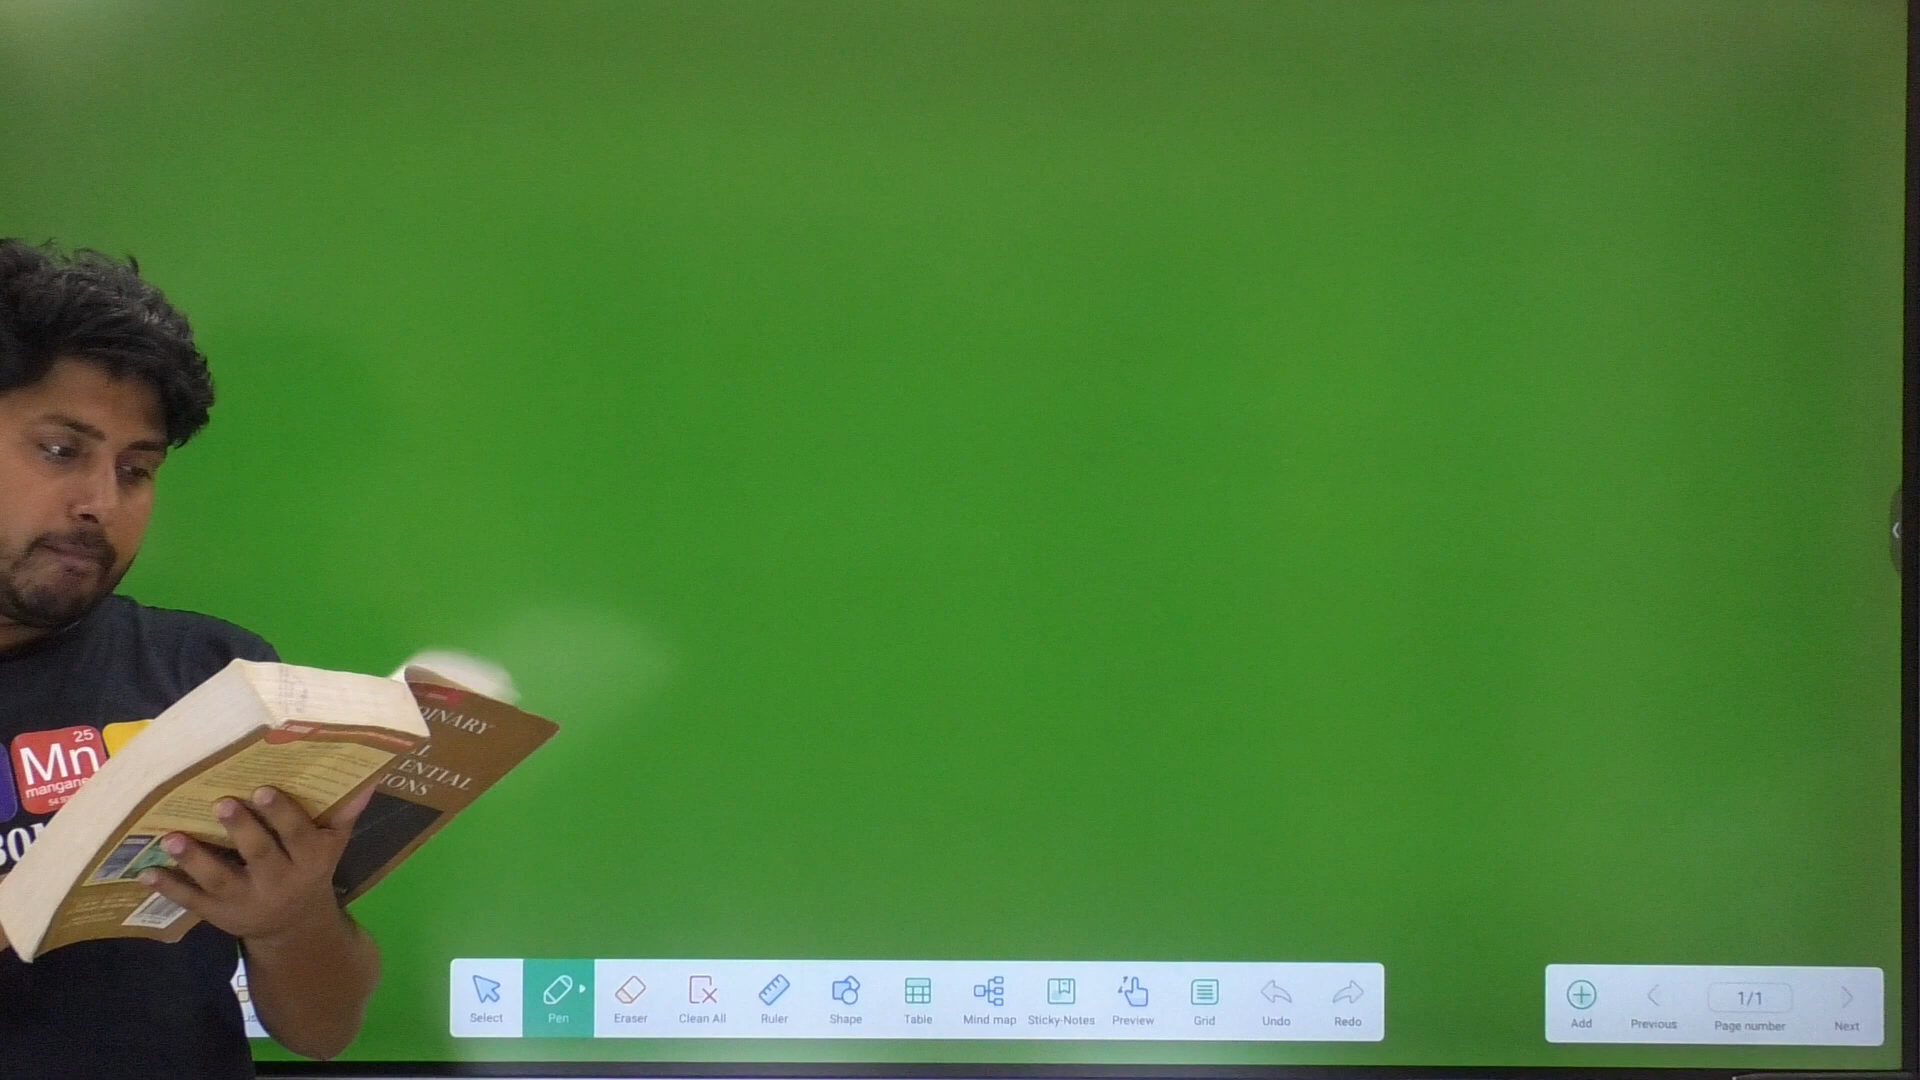 25
Mn
mangane
DINARY
ENTIAL
IONS
Select
Pen
Eraser
Clean All
Ruler
Shape
Table
Mind map
Sticky-Notes
Preview
Grid
Undo
Redo
Add
Previous
1/1
Page number
Next